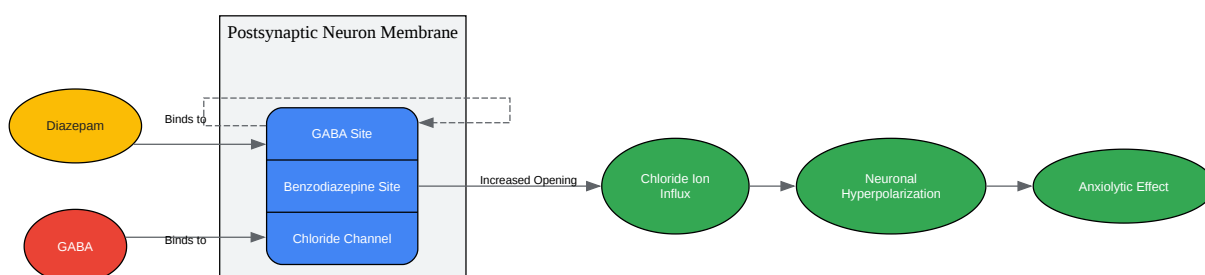 Postsynaptic Neuron Membrane
Diazepam
Binds to
GABA Site
Benzodiazepine Site
Increased Opening
Chloride Ion
Influx
Neuronal
Hyperpolarization
Anxiolytic Effect
GABA
Binds to
Chloride Channel